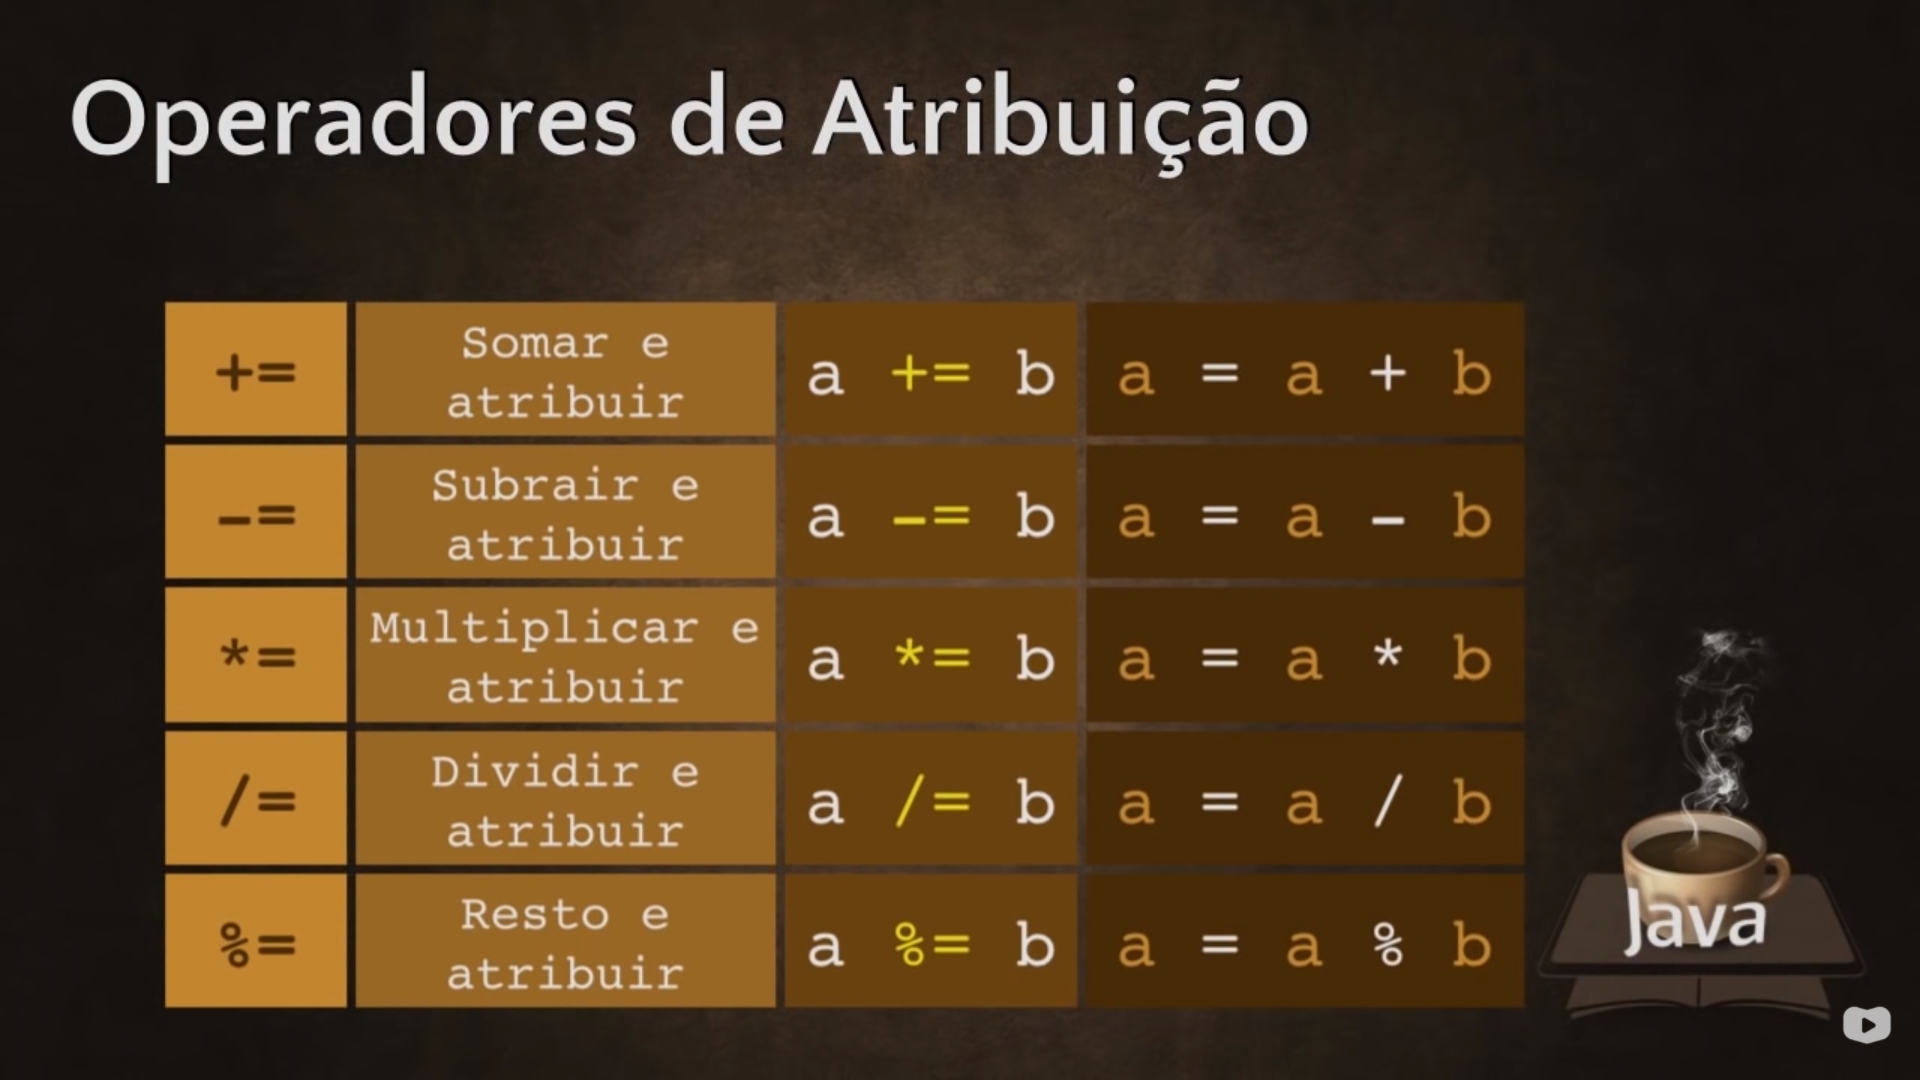 Operadores de Atribuição
+=
Somar e
atribuir
a += b
a = a + b
-=
Subrair e
atribuir
a -= b
a = a - b
*=
Multiplicar e
atribuir
a *= b
a = a * b
/=
Dividir e
atribuir
a /= b
a = a / b
%=
Resto e
atribuir
a %= b
a = a % b
Java